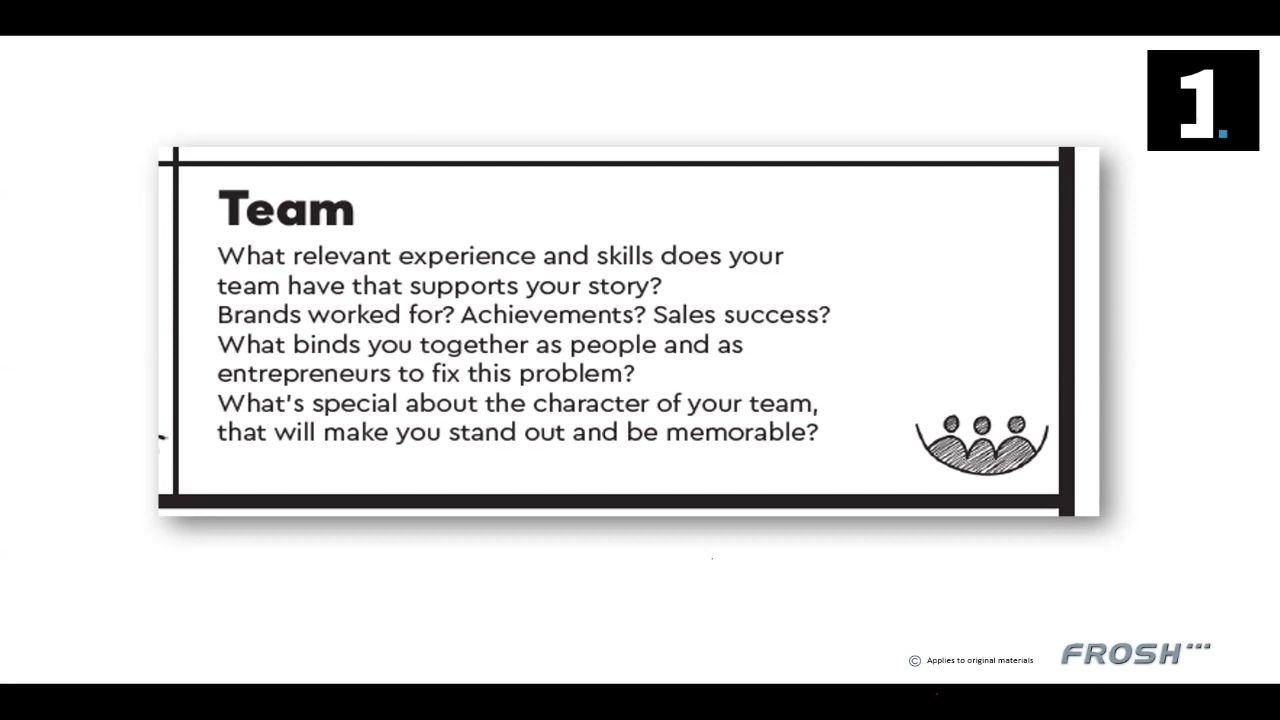 1.
Team
What relevant experience and skills does your
team have that supports your story?
Brands worked for? Achievements? Sales success?
What binds you together as people and as
entrepreneurs to fix this problem?
What's special about the character of your team,
that will make you stand out and be memorable?
© Applies to original materials
FROSH